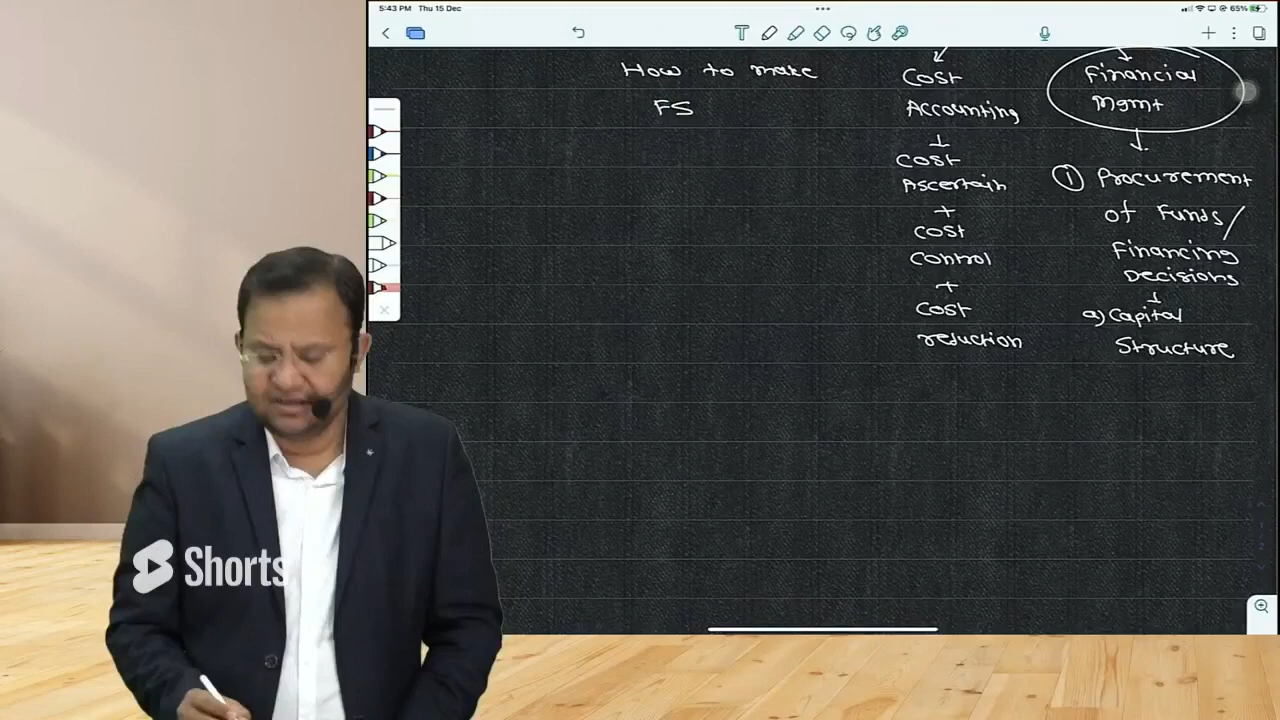 5:43 PM Thu 15 Dec
65%
How to make
FS
Cost
Accounting
Cost
Ascertain
+
Cost
control
+
Cost
reduction
Financial
Mgmt
① Procurement
of Funds/
Financing
Decisions
a) Capital
Structure
Shorts